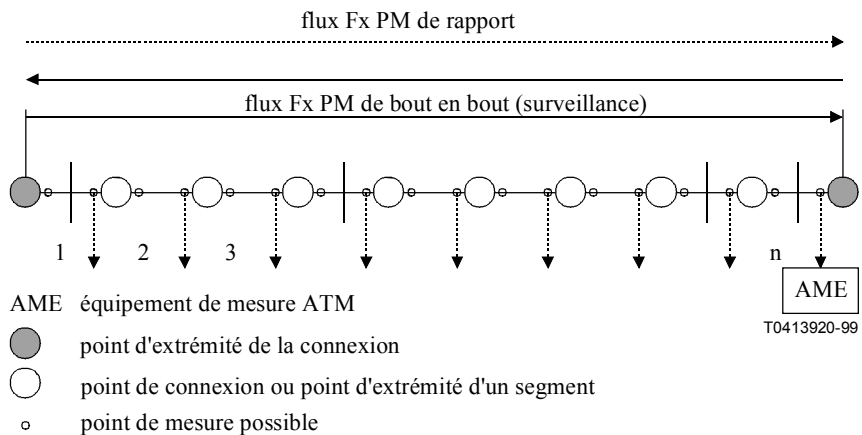 flux Fx PM de rapport
flux Fx PM de bout en bout (surveillance)
1 2 3 n
AME
T0413920-99
AME équipement de mesure ATM
point d'extrémité de la connexion
point de connexion ou point d'extrémité d'un segment
point de mesure possible